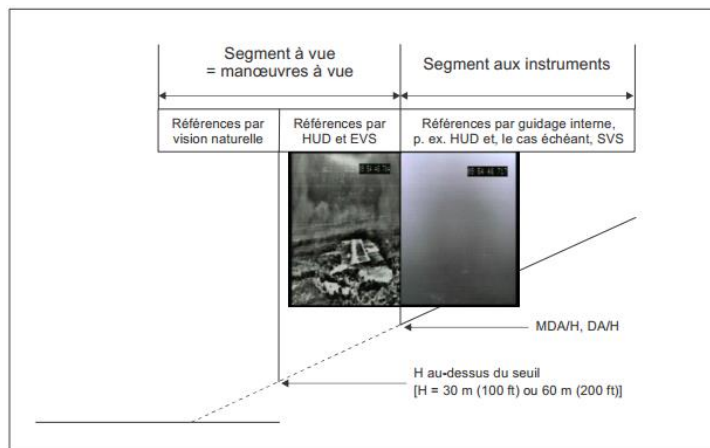 Segment à vue
= manœuvres à vue
Segment aux instruments
Références par
vision naturelle
Références par
HUD et EVS
Références par guidage interne,
p. ex. HUD et, le cas échéant, SVS
MDA/H, DA/H
H au-dessus du seuil
[H = 30 m (100 ft) ou 60 m (200 ft)]